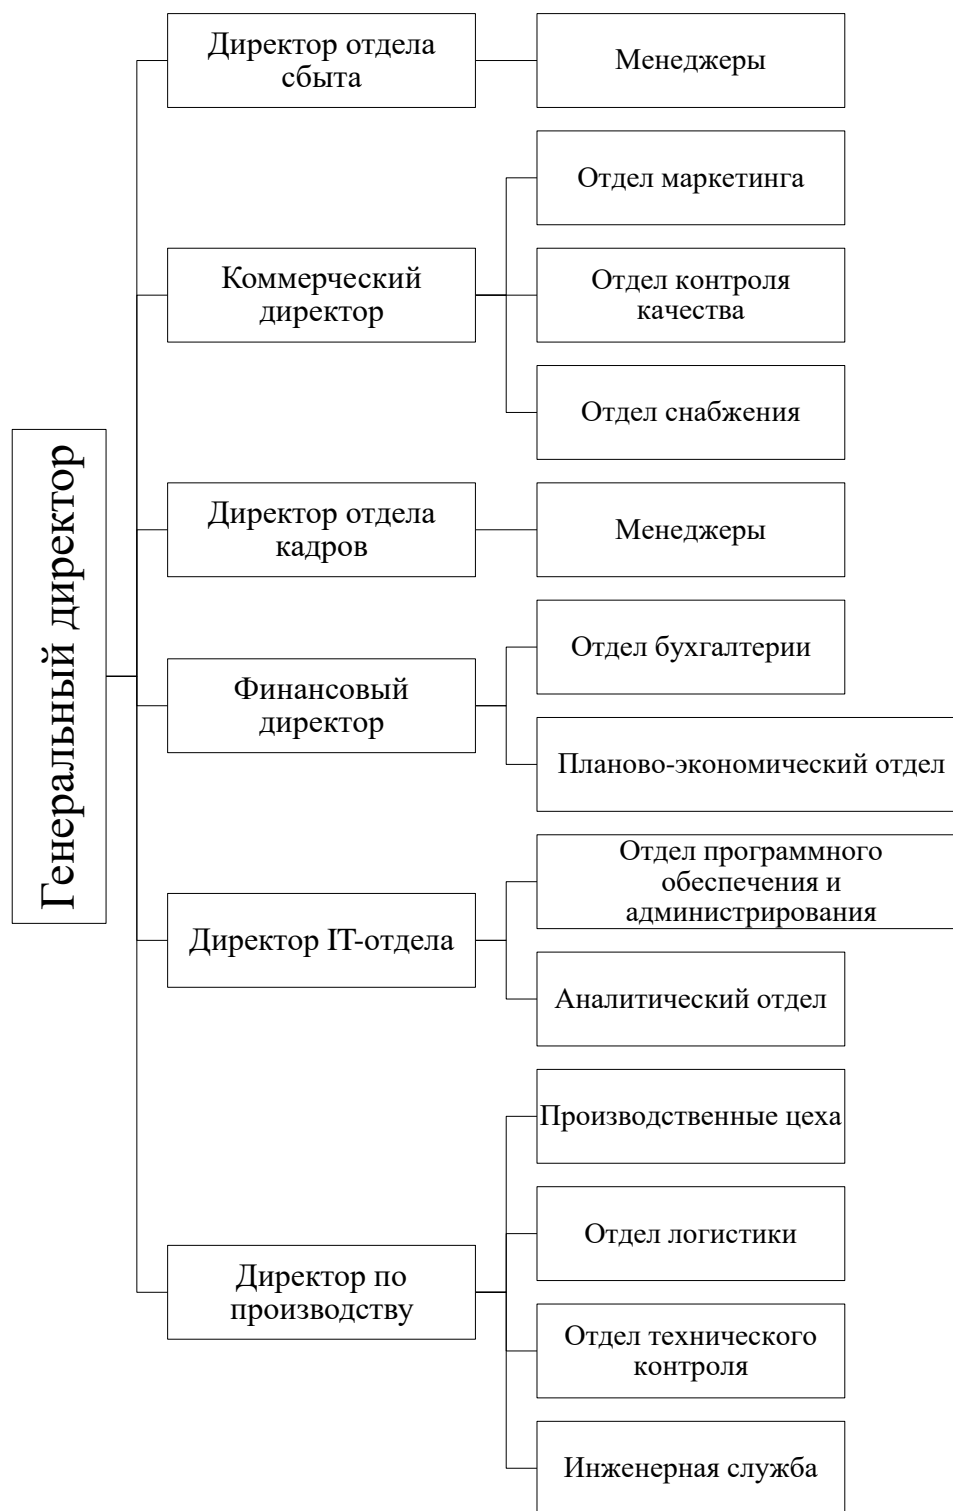 Генеральный директор
Директор отдела
сбыта
Менеджеры
Коммерческий
директор
Отдел маркетинга
Отдел контроля
качества
Отдел снабжения
Директор отдела
кадров
Менеджеры
Финансовый
директор
Отдел бухгалтерии
Планово-экономический отдел
Директор IT-отдела
Отдел программного
обеспечения и
администрирования
Аналитический отдел
Директор по
производству
Производственные цеха
Отдел логистики
Отдел технического
контроля
Инженерная служба